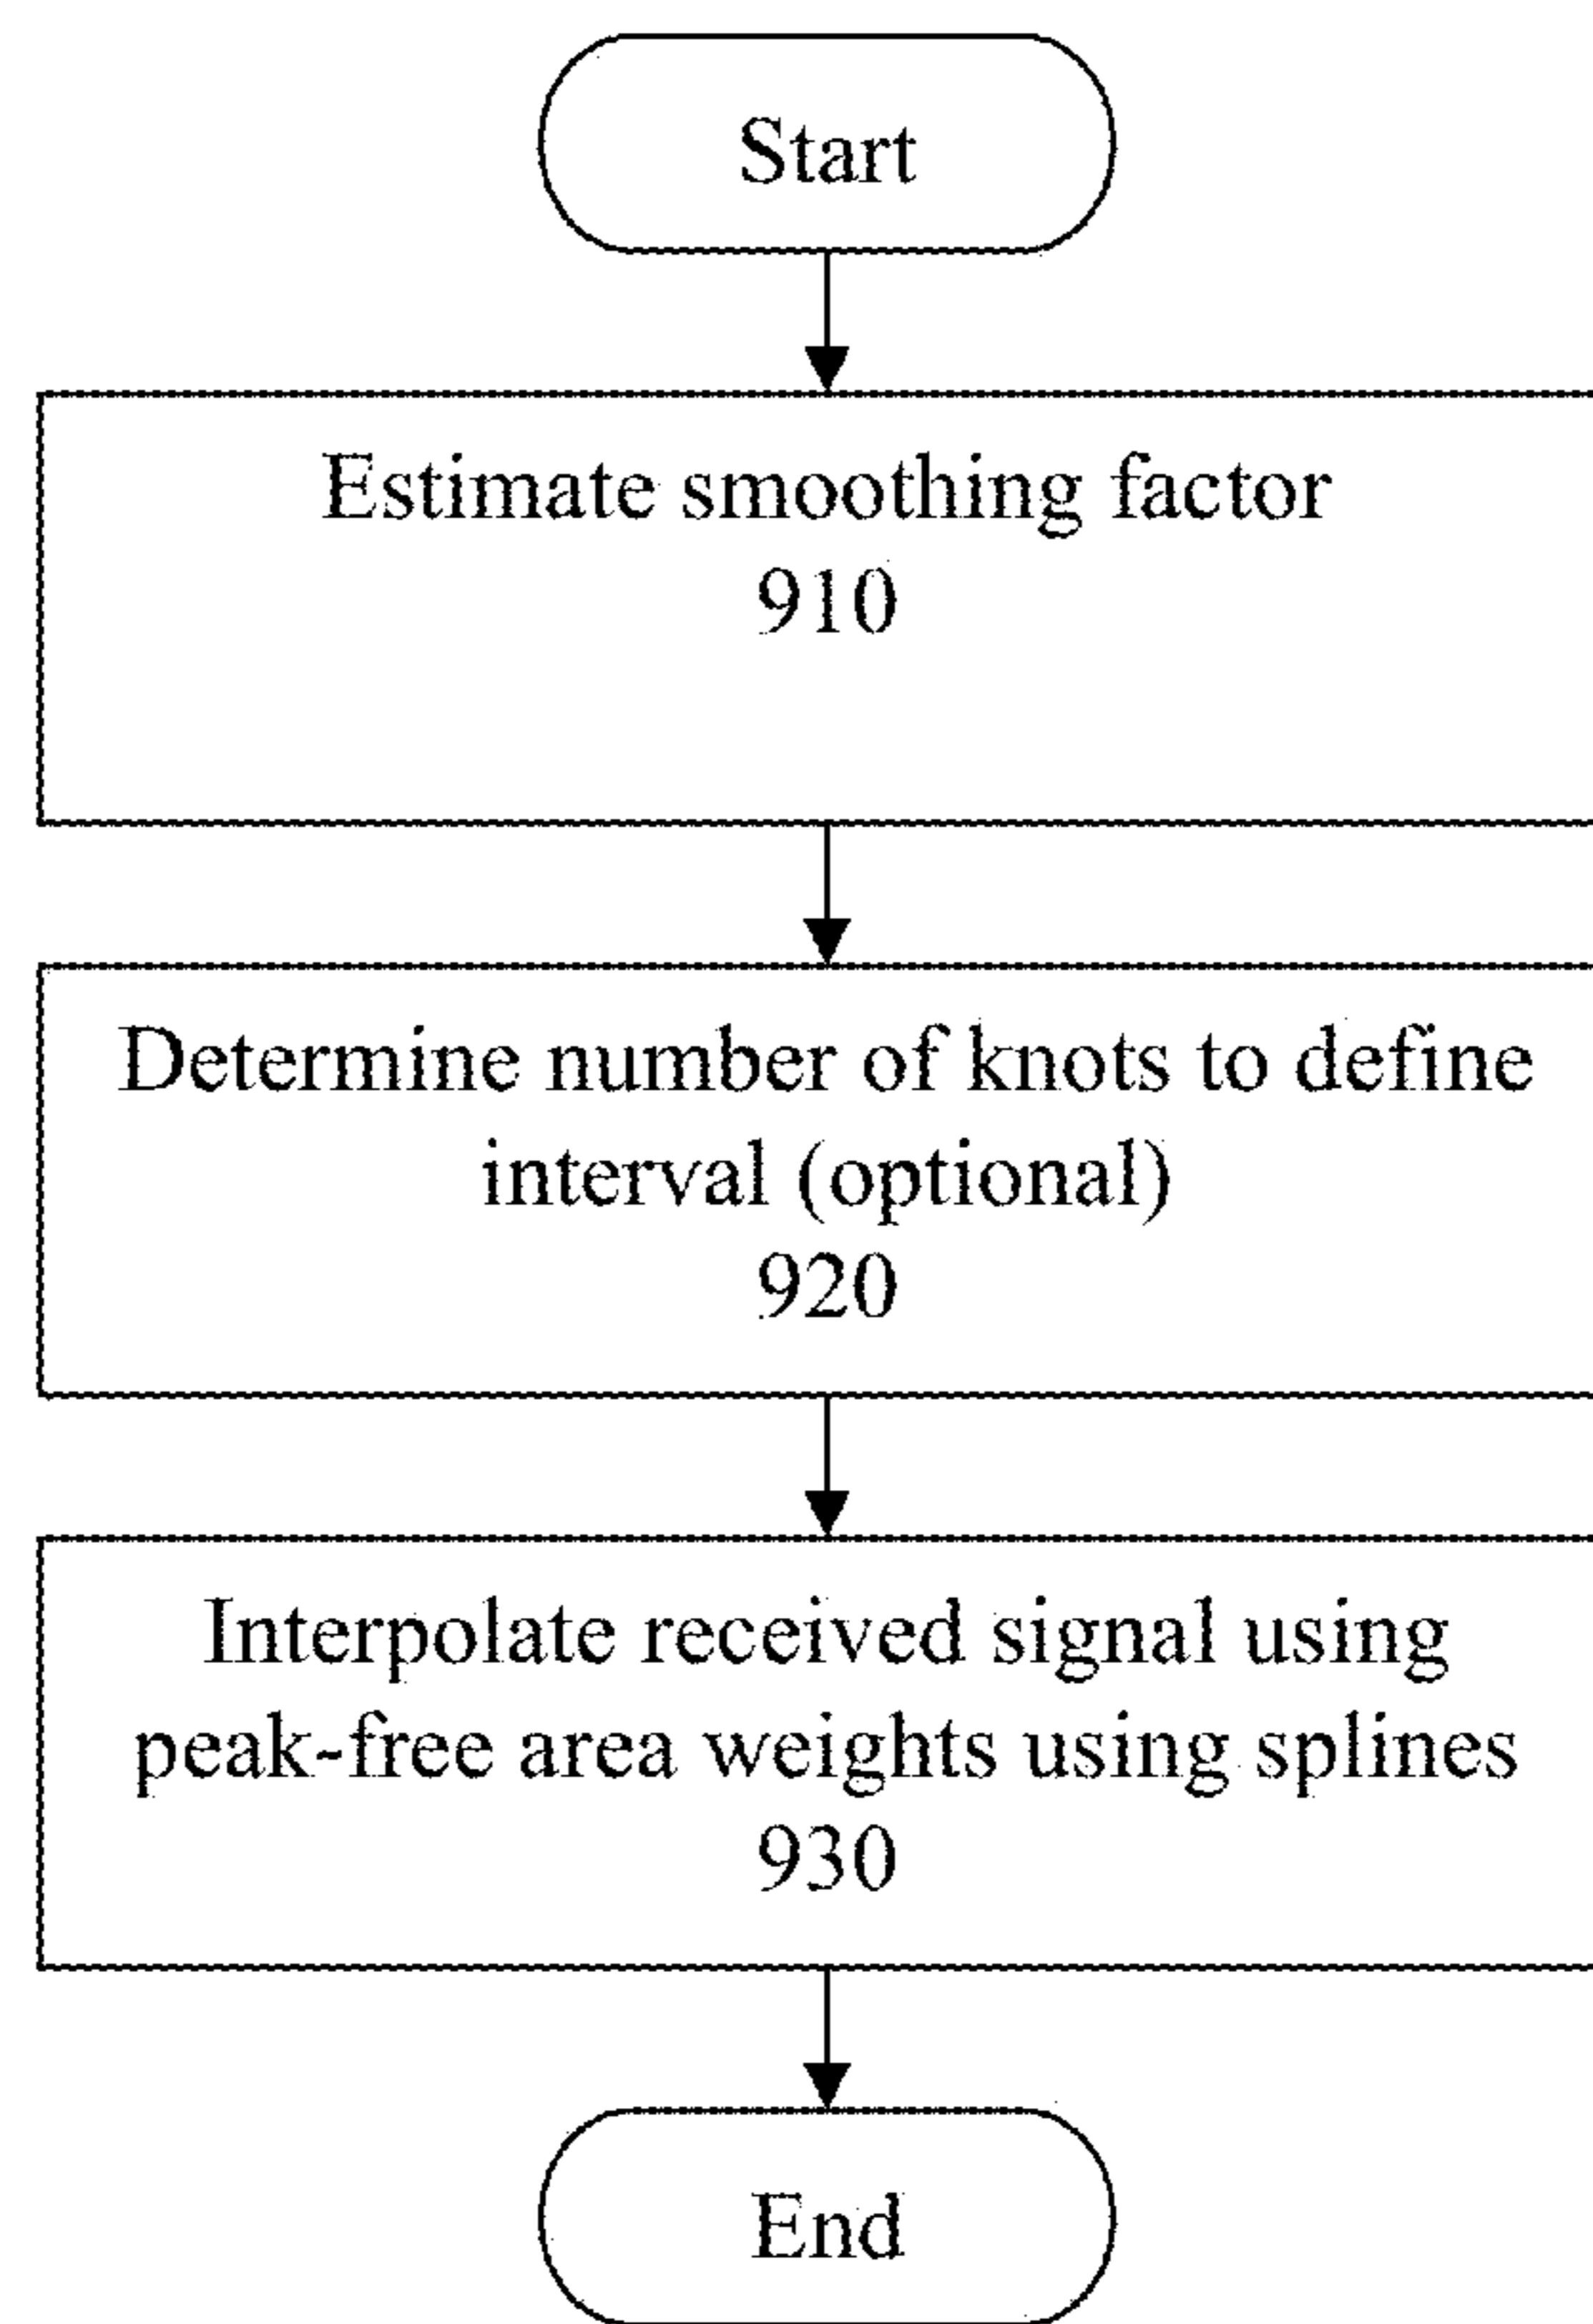 Start
Estimate smoothing factor
910
Determine number of knots to define
interval (optional)
920
Interpolate received signal using
peak-free area weights using splines
930
End